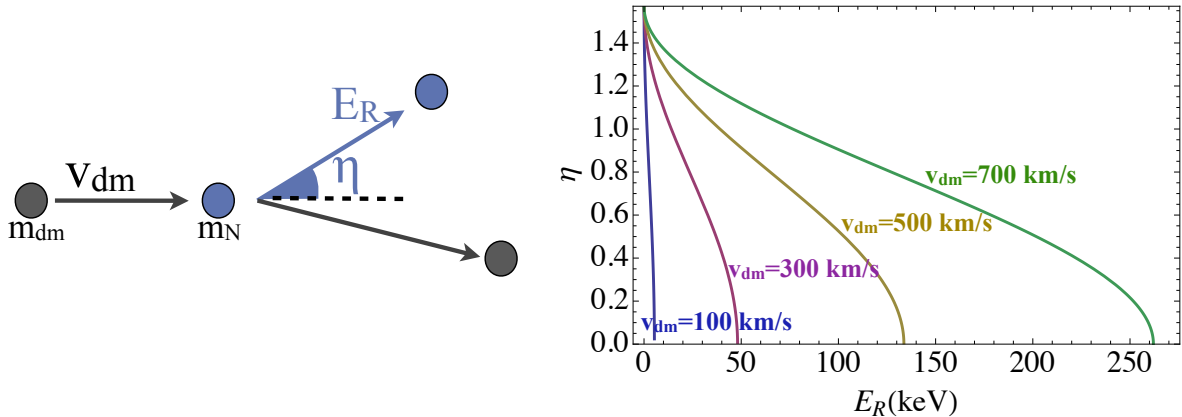 E_R
v_dm
η
m_dm
m_N
1.4
1.2
1.0
0.8
0.6
0.4
0.2
0.0
η
v_dm=700 km/s
v_dm=500 km/s
v_dm=300 km/s
v_dm=100 km/s
0 50 100 150 200 250
E_R(keV)